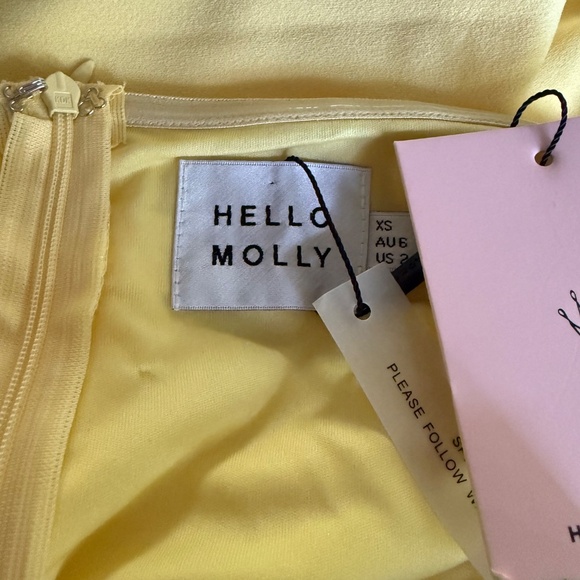 HELLO
MOLLY
XS
AU 6
US 2
PLEASE FOLLOW
H